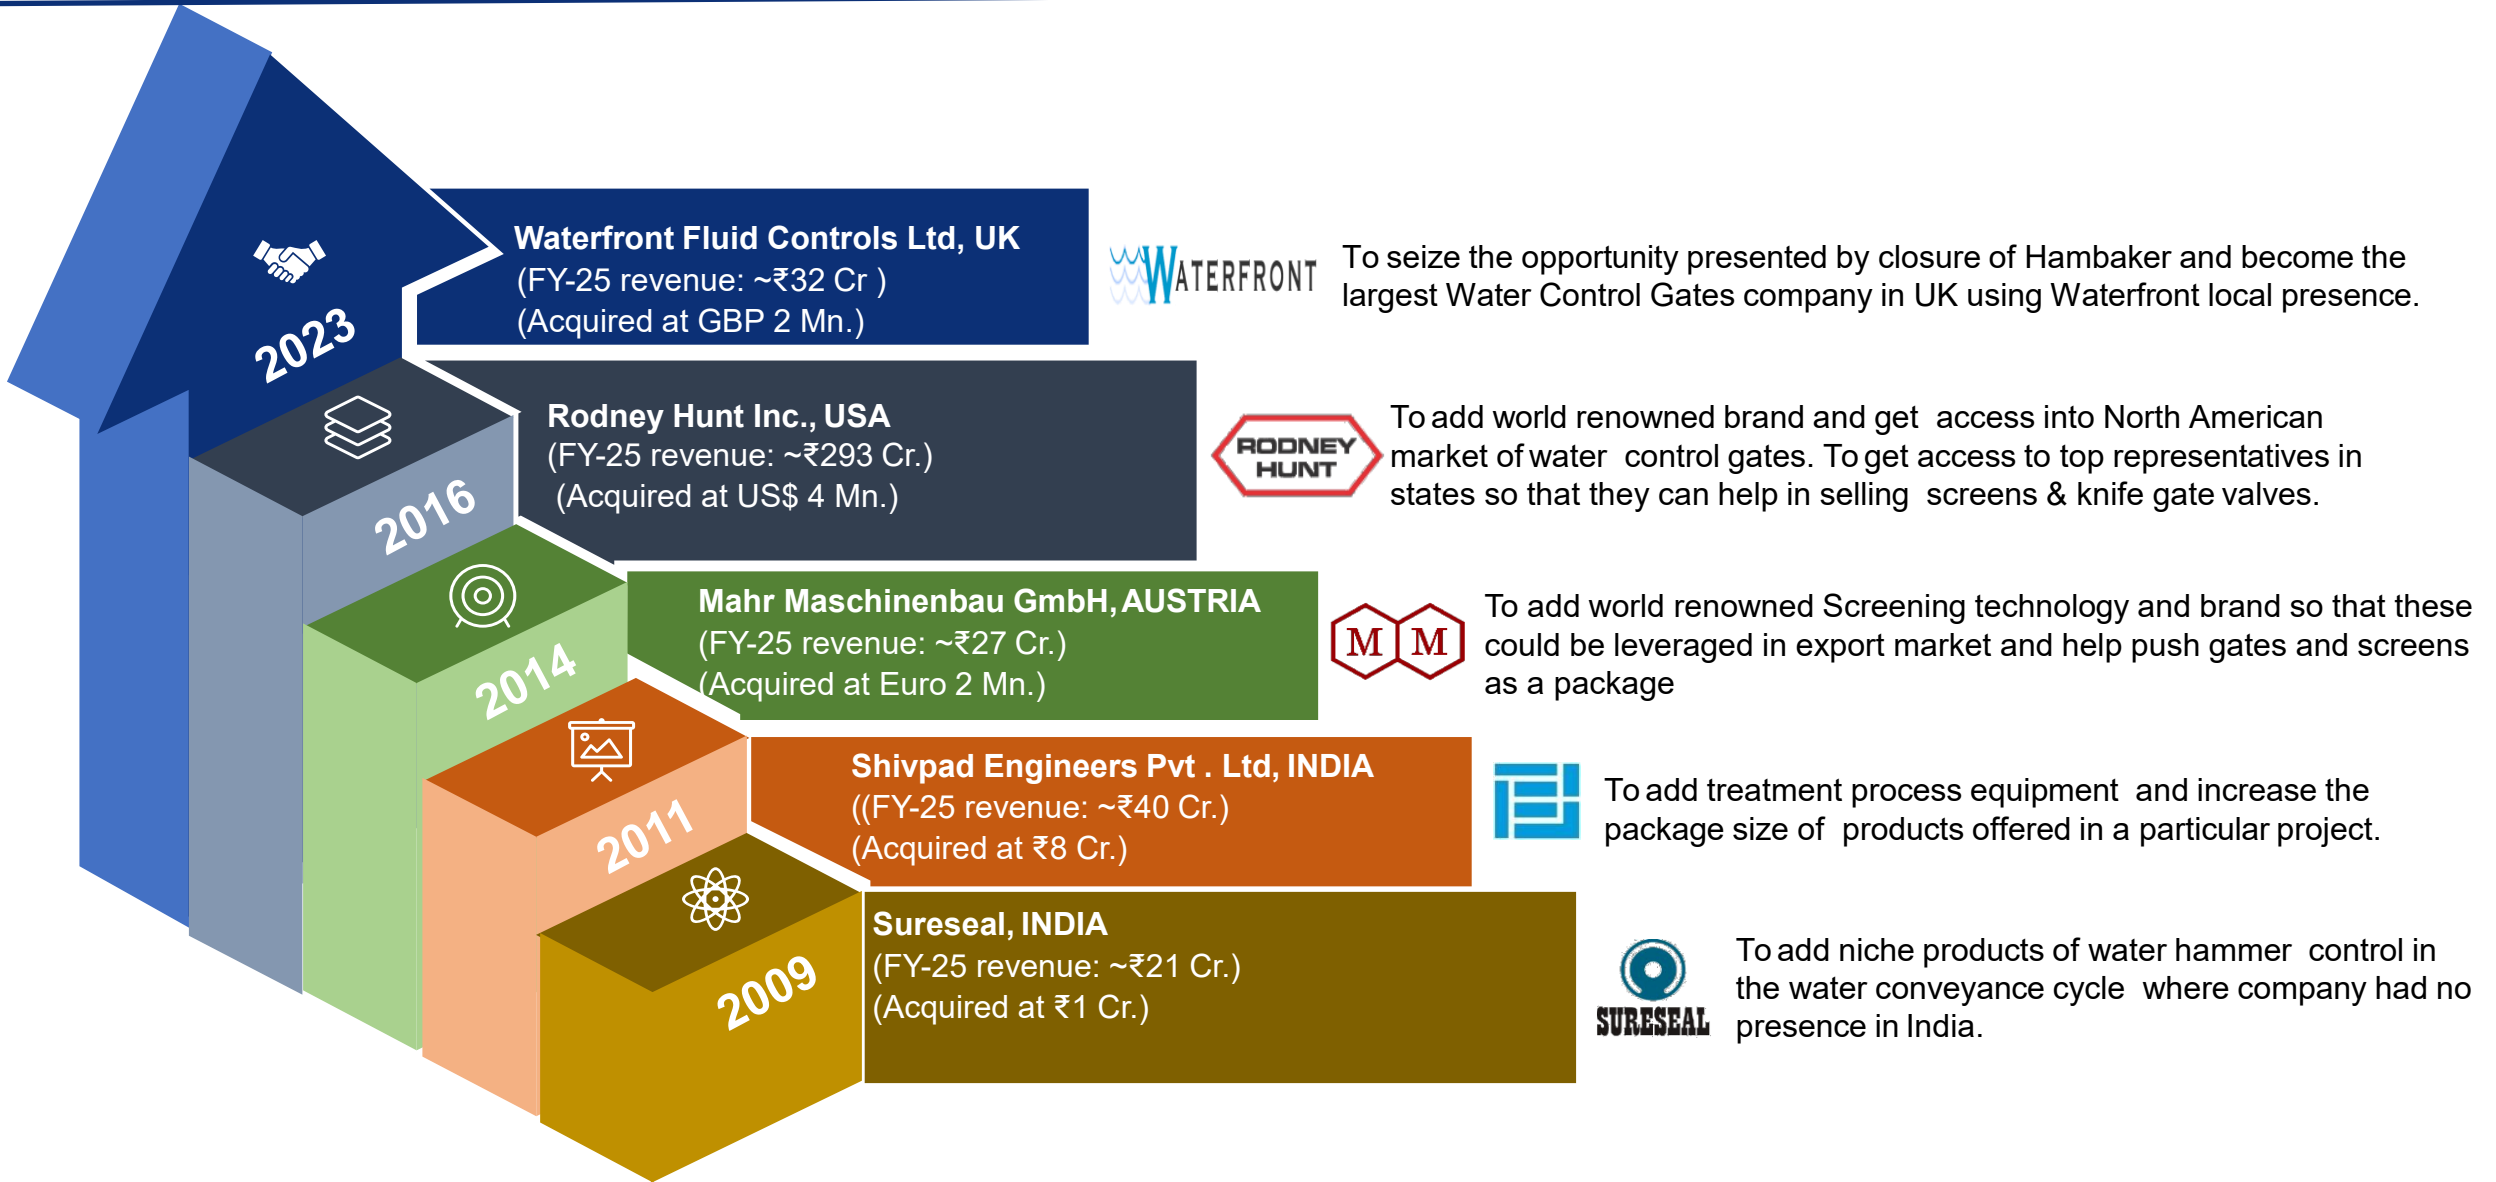 2023
Waterfront Fluid Controls Ltd, UK
(FY-25 revenue: ~₹32 Cr )
(Acquired at GBP 2 Mn.)
WATERFRONT
To seize the opportunity presented by closure of Hambaker and become the
largest Water Control Gates company in UK using Waterfront local presence.
2016
Rodney Hunt Inc., USA
(FY-25 revenue: ~₹293 Cr.)
(Acquired at US$ 4 Mn.)
RODNEY
HUNT
To add world renowned brand and get access into North American
market of water control gates. To get access to top representatives in
states so that they can help in selling screens & knife gate valves.
2014
Mahr Maschinenbau GmbH, AUSTRIA
(FY-25 revenue: ~₹27 Cr.)
(Acquired at Euro 2 Mn.)
M M
To add world renowned Screening technology and brand so that these
could be leveraged in export market and help push gates and screens
as a package
2011
Shivpad Engineers Pvt . Ltd, INDIA
((FY-25 revenue: ~₹40 Cr.)
(Acquired at ₹8 Cr.)
To add treatment process equipment and increase the
package size of products offered in a particular project.
2009
Sureseal, INDIA
(FY-25 revenue: ~₹21 Cr.)
(Acquired at ₹1 Cr.)
SURESEAL
To add niche products of water hammer control in
the water conveyance cycle where company had no
presence in India.